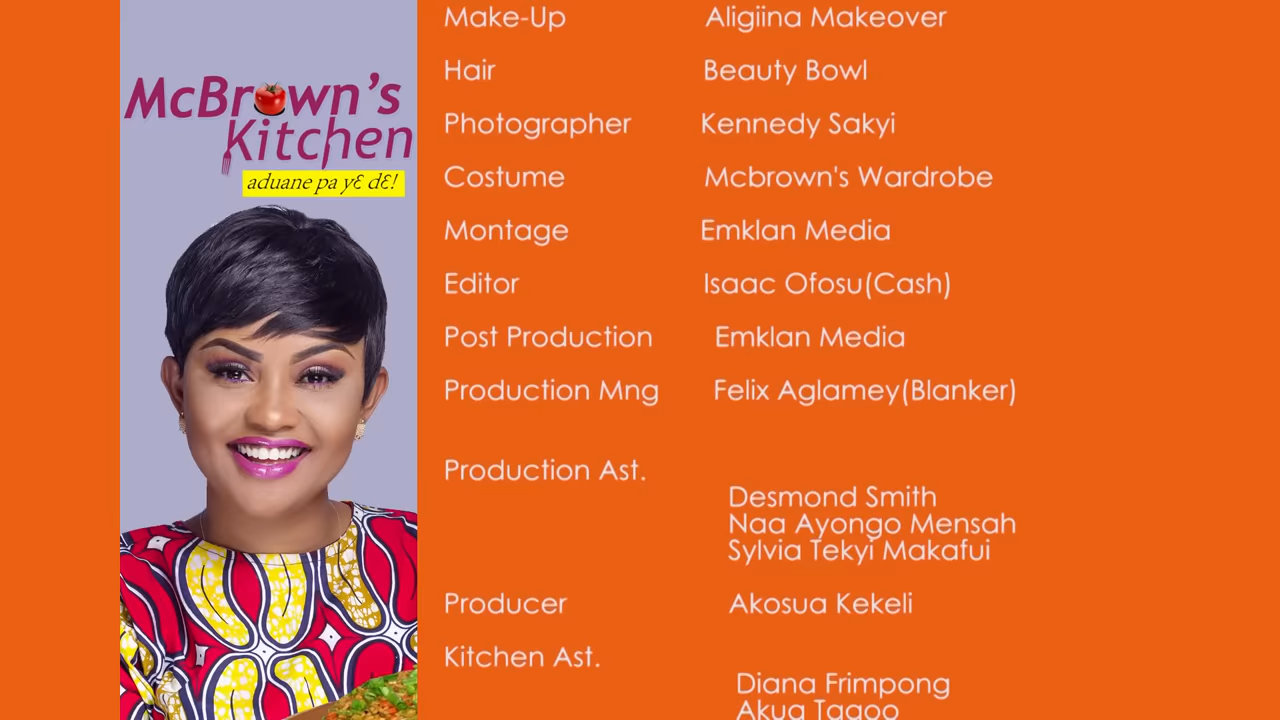 McBrown's
Kitchen
aduane pa yɛ dɛ!
Make-Up Aligiina Makeover
Hair Beauty Bowl
Photographer Kennedy Sakyi
Costume Mcbrown's Wardrobe
Montage Emklan Media
Editor Isaac Ofosu(Cash)
Post Production Emklan Media
Production Mng Felix Aglamey(Blanker)
Production Ast.
Desmond Smith
Naa Ayongo Mensah
Sylvia Tekyi Makafui
Producer Akosua Kekeli
Kitchen Ast.
Diana Frimpong
Akua Tagoo